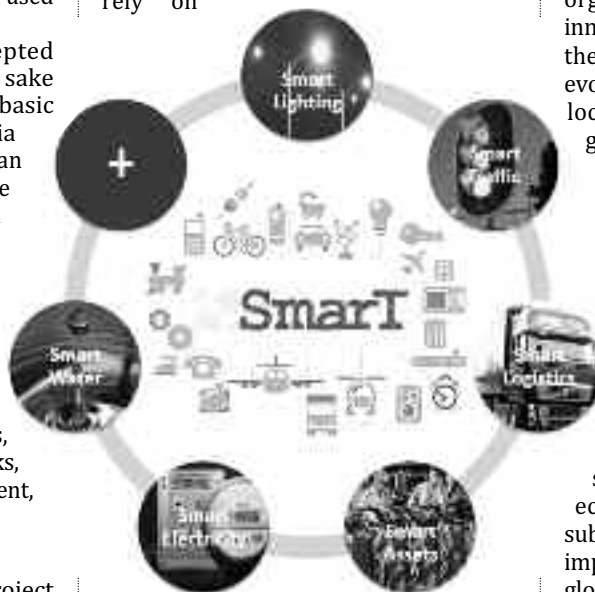 used
rely on
epted
sake
basic
ia
an
e
Smart
Lighting
Smart
Traffic
+
SmarT
Smart
Water
Smart
Logistics
Smart
Electricity
Smart
Assets
s,
ks,
ent,
roject
org
inn
the
evo
loc
g
s
ec
sub
imp
glo